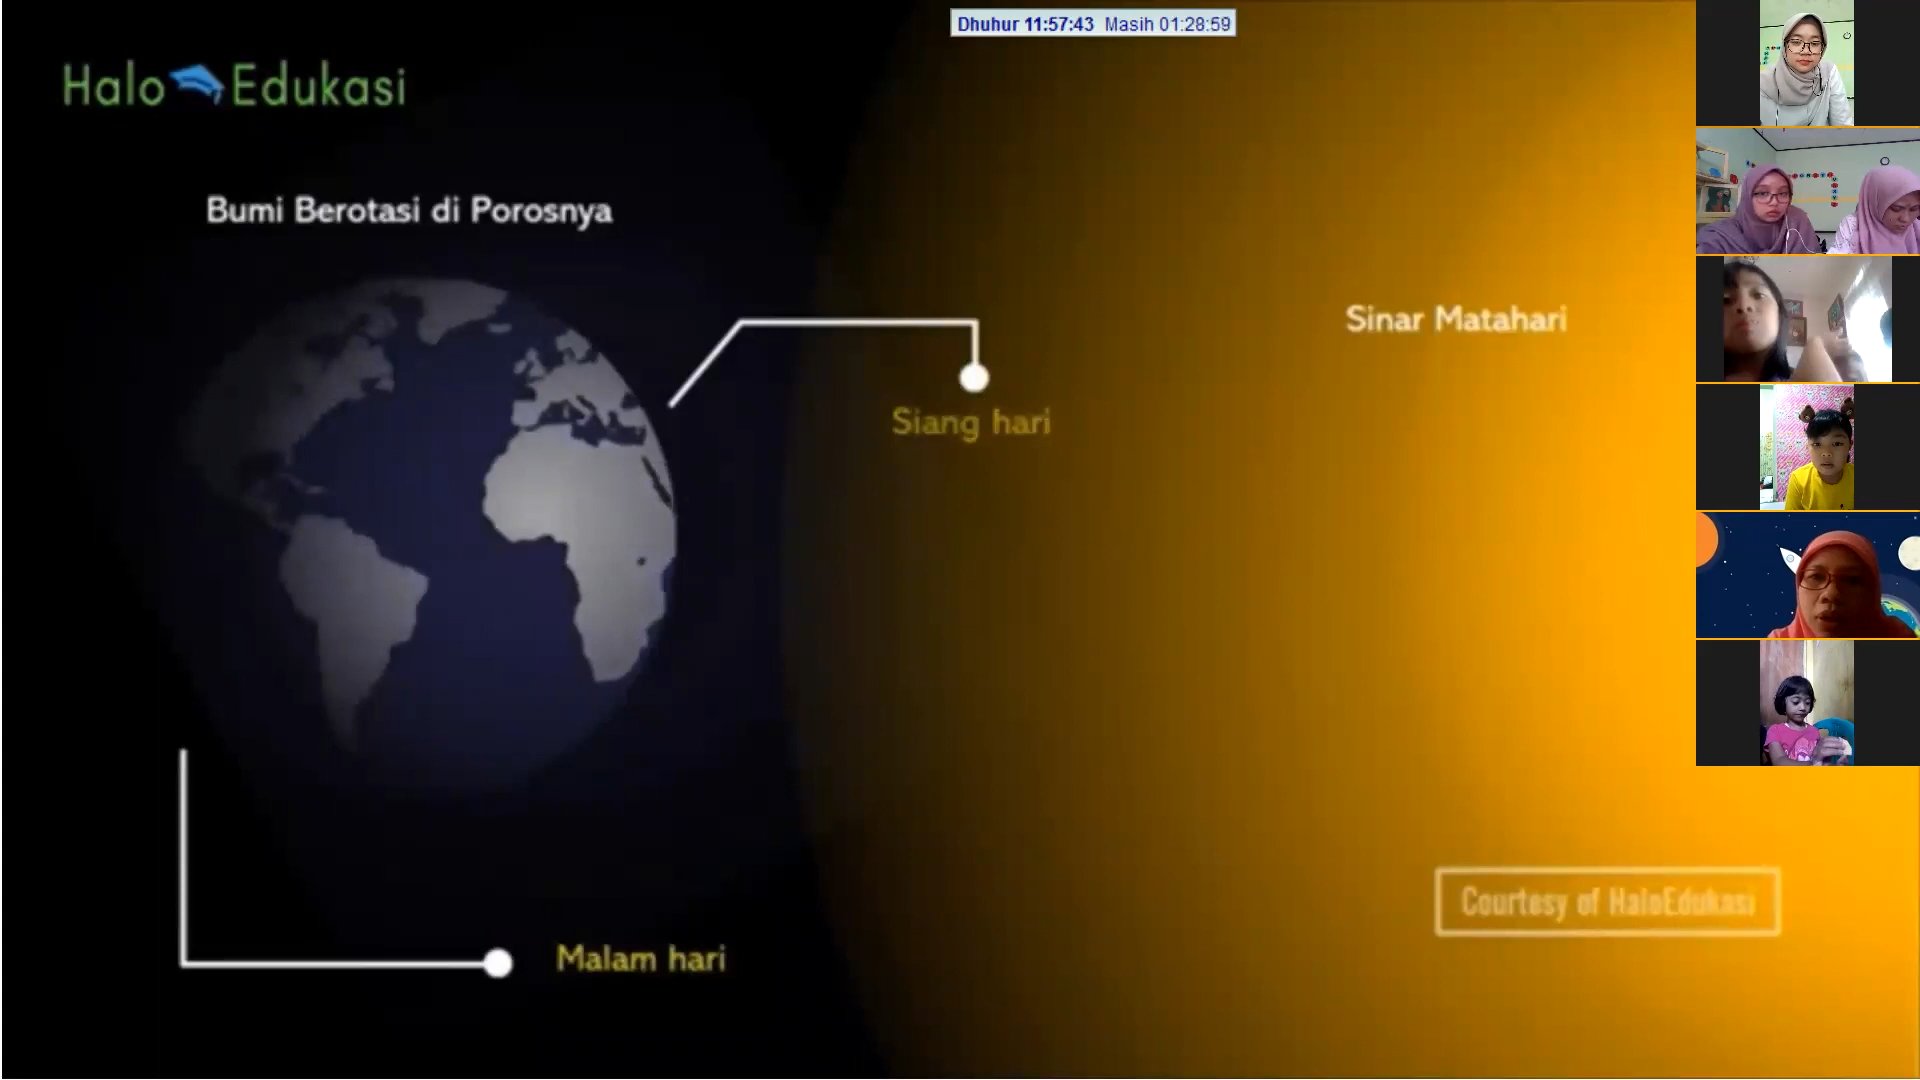 Dhuhur 11:57:43 Masih 01:28:59
Halo Edukasi
Bumi Berotasi di Porosnya
Sinar Matahari
Siang hari
Courtesy of HaloEdukasi
Malam hari